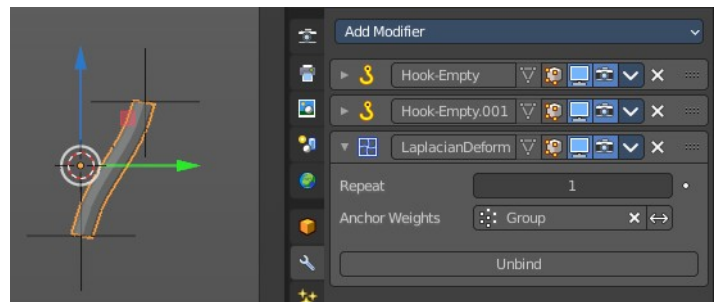 Add Modifier
Hook-Empty
Hook-Empty.001
LaplacianDeform
Repeat 1
Anchor Weights Group
Unbind